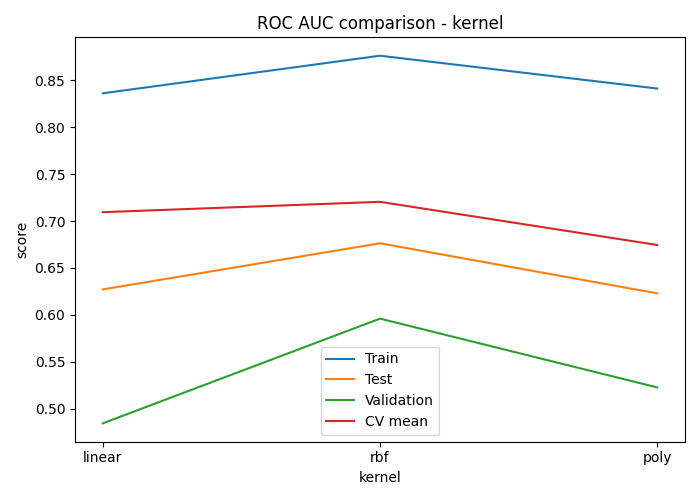 ROC AUC comparison - kernel
score
0.85
0.80
0.75
0.70
0.65
0.60
0.55
0.50
Train
Test
Validation
CV mean
linear
rbf
poly
kernel